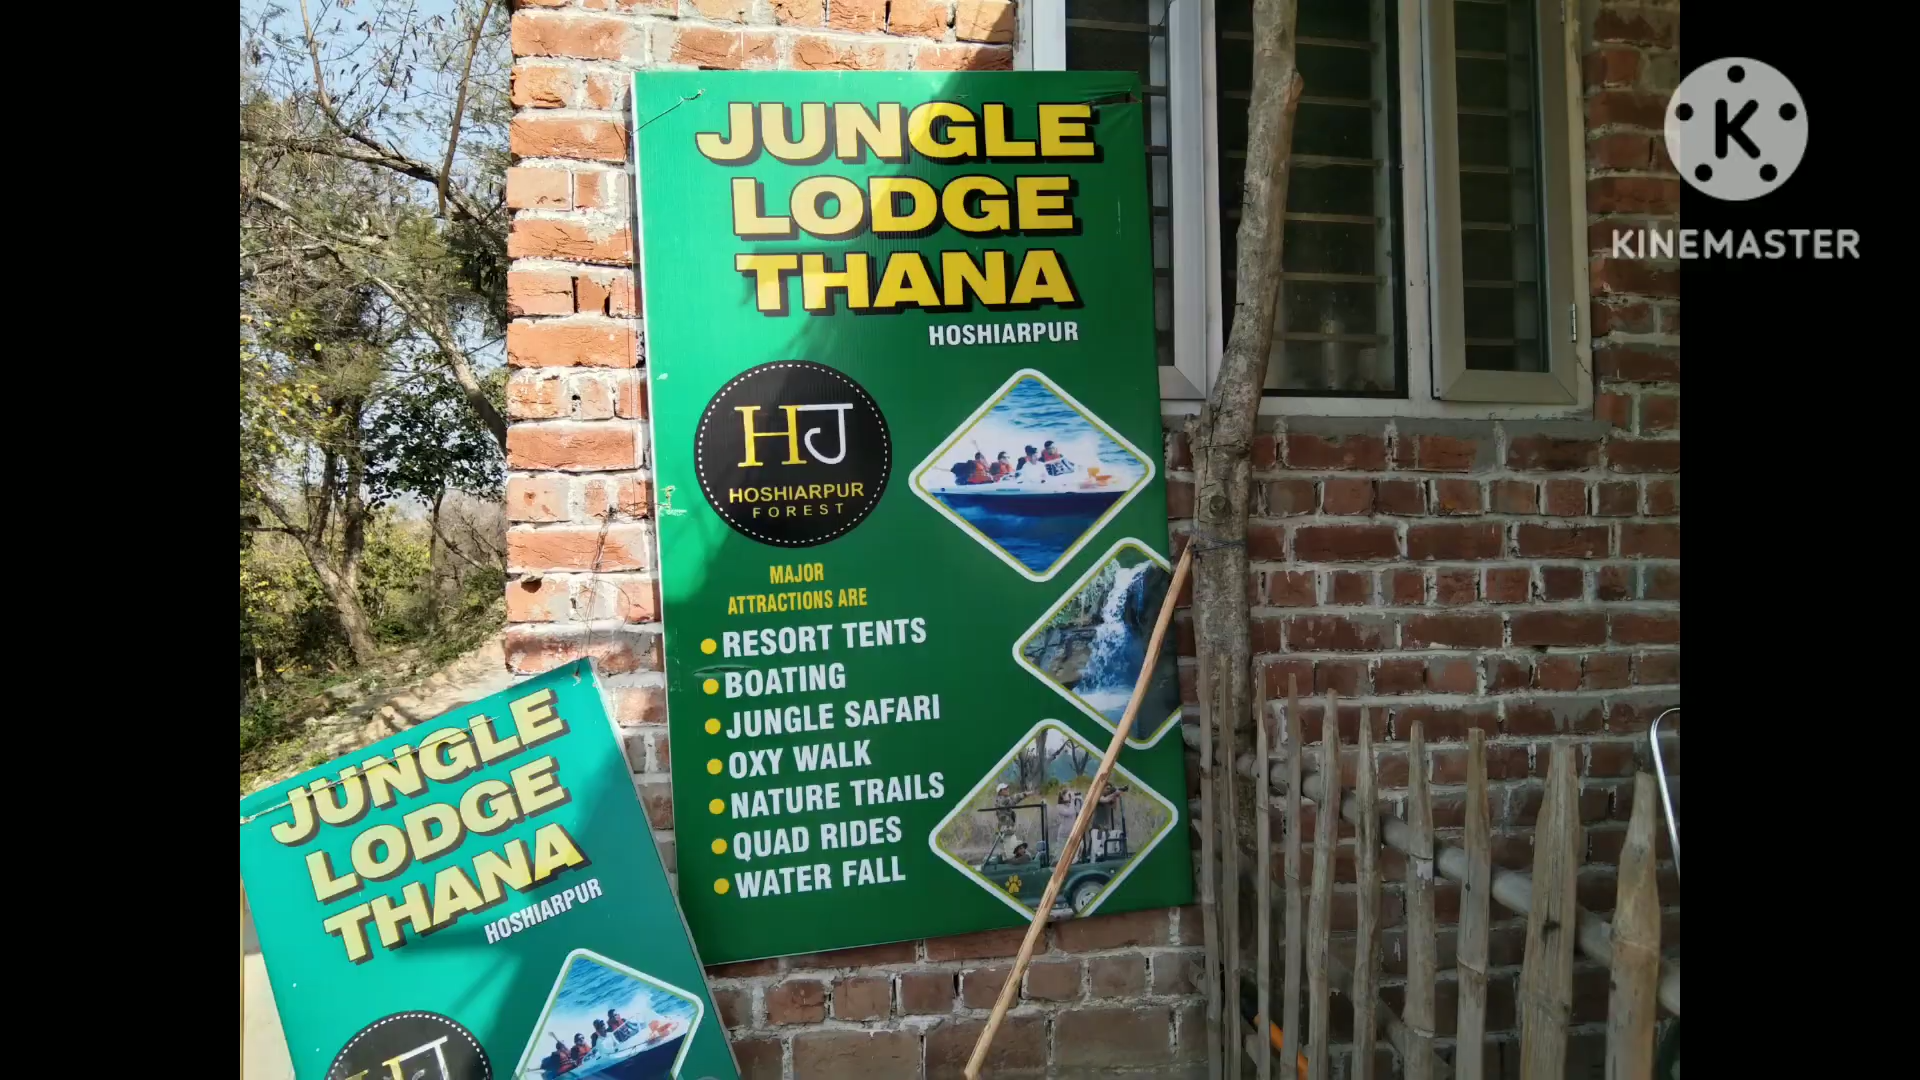 JUNGLE
LODGE
THANA
HOSHIARPUR
HJ
HOSHIARPUR
FOREST
MAJOR
ATTRACTIONS ARE
RESORT TENTS
BOATING
JUNGLE SAFARI
OXY WALK
NATURE TRAILS
QUAD RIDES
WATER FALL
JUNGLE
LODGE
THANA
HOSHIARPUR
HJ
K
KINEMASTER